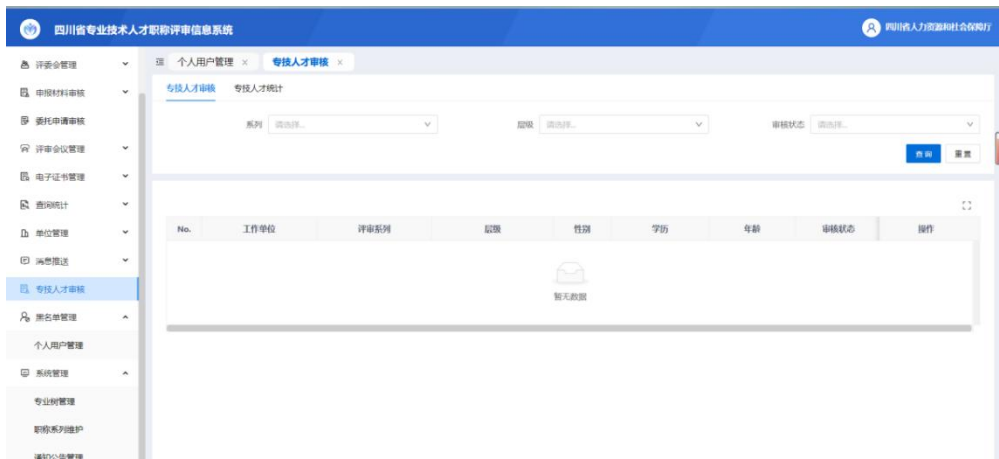 四川省专业技术人才职称评审信息系统
四川省人力资源和社会保障厅
评委会管理
申报材料审核
委托申请审核
评审会议管理
电子证书管理
查询统计
单位管理
消息推送
专技人才审核
黑名单管理
个人用户管理
系统管理
专业树管理
职称系列维护
通知公告管理
个人用户管理 × 专技人才审核 ×
专技人才审核 专技人才统计
系列 请选择... 层级 请选择... 审核状态 请选择...
查询 重置
No. 工作单位 评审系列 层级 性别 学历 年龄 审核状态 操作
暂无数据